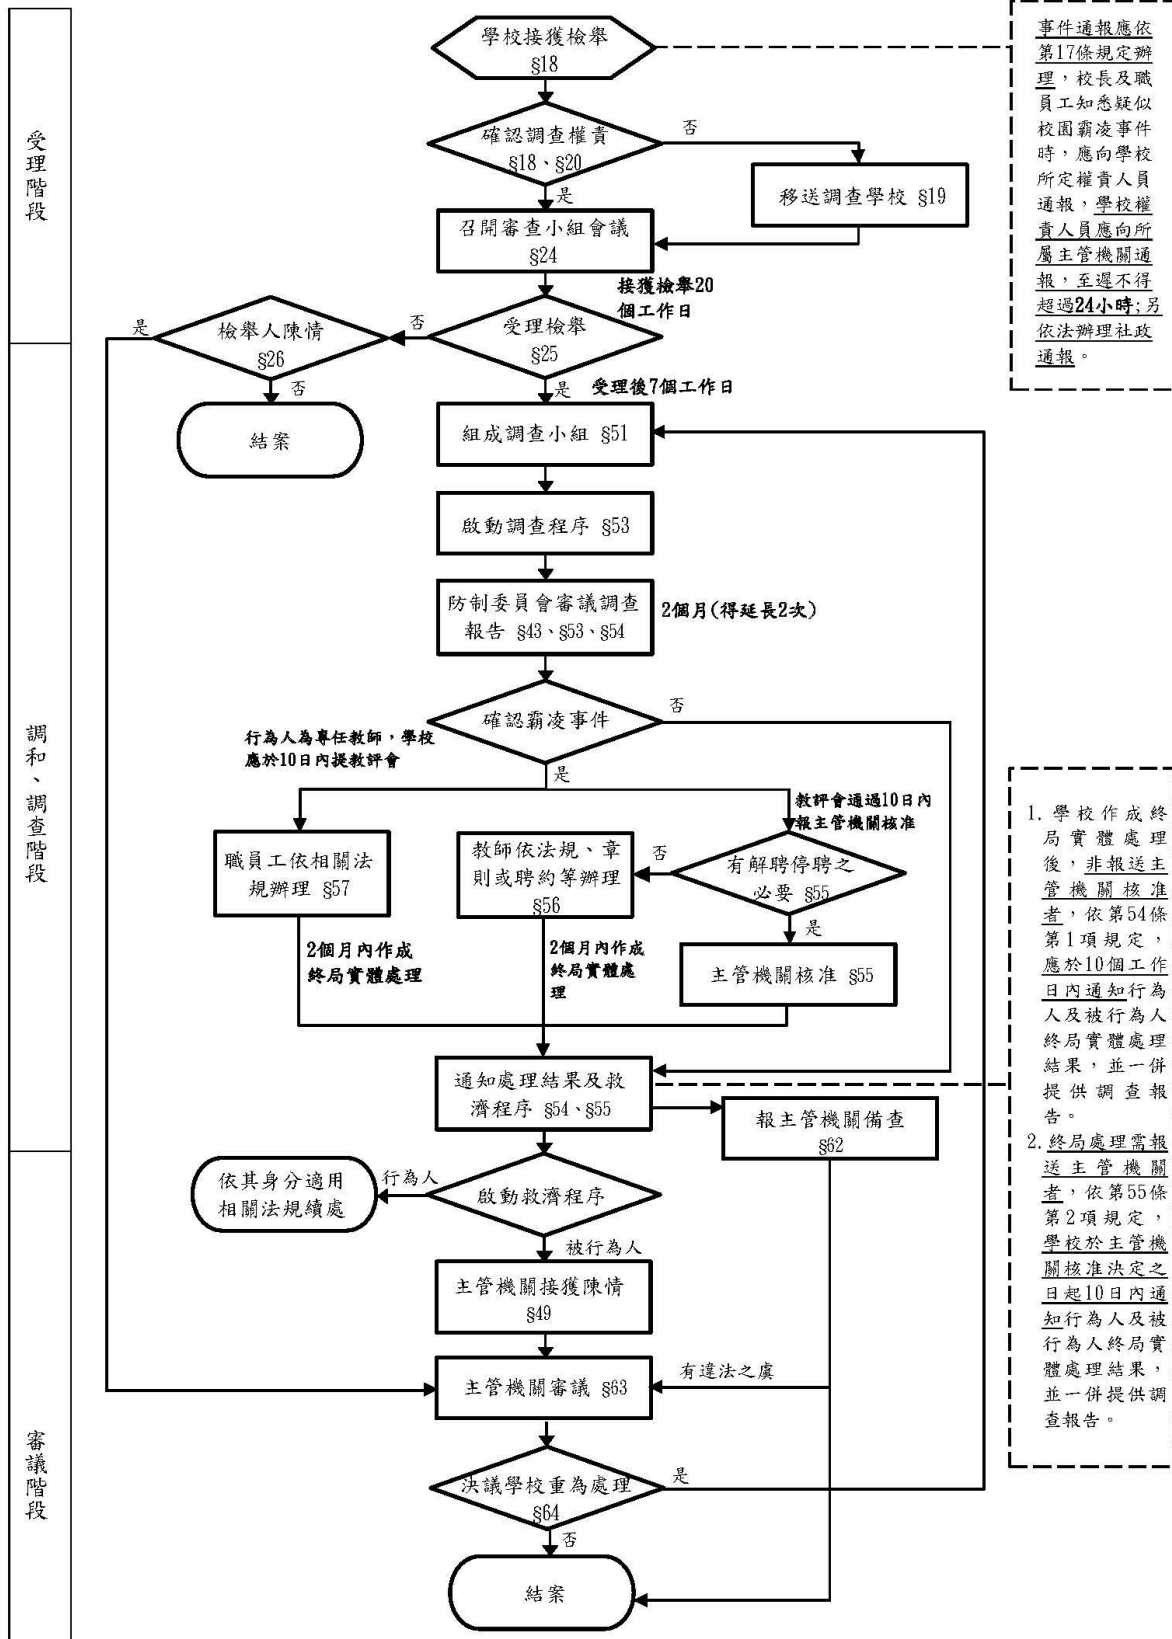 受理階段
學校接獲檢舉
§18
確認調查權責
§18、§20
否
是
移送調查學校 §19
召開審查小組會議
§24
接獲檢舉20
個工作日
受理檢舉
§25
否
檢舉人陳情
§26
是
否
結案
是
受理後7個工作日
調和、調查階段
組成調查小組 §51
啟動調查程序 §53
防制委員會審議調查
報告 §43、§53、§54
2個月(得延長2次)
確認霸凌事件
否
行為人為專任教師，學校
應於10日內提教評會
是
教評會通過10日內
報主管機關核准
職員工依相關法
規辦理 §57
教師依法規、章
則或聘約等辦理
§56
否
有解聘停聘之
必要 §55
是
2個月內作成
終局實體處理
2個月內作成
終局實體處
理
主管機關核准 §55
通知處理結果及救
濟程序 §54、§55
報主管機關備查
§62
審議階段
依其身分適用
相關法規續處
行為人
啟動救濟程序
被行為人
主管機關接獲陳情
§49
主管機關審議 §63
有違法之虞
決議學校重為處理
§64
是
否
結案
事件通報應依
第17條規定辦
理，校長及職
員工知悉疑似
校園霸凌事件
時，應向學校
所定權責人員
通報，學校權
責人員應向所
屬主管機關通
報，至遲不得
超過24小時;另
依法辦理社政
通報。
1. 學校作成終
局實體處理
後，非報送主
管機關核准
者，依第54條
第1項規定，
應於10個工作
日內通知行為
人及被行為人
終局實體處理
結果，並一併
提供調查報
告。
2. 終局處理需報
送主管機關
者，依第55條
第2項規定，
學校於主管機
關核准決定之
日起10日內通
知行為人及被
行為人終局實
體處理結果，
並一併提供調
查報告。